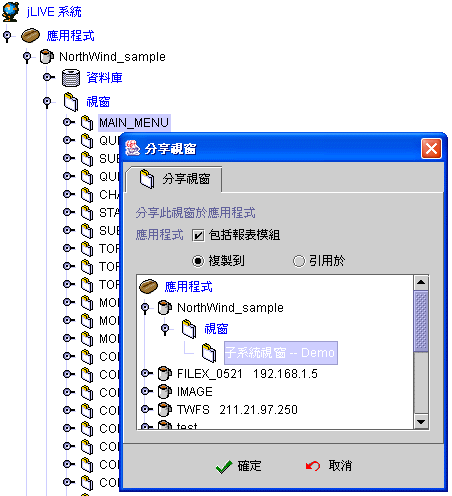 jLIVE 系統
應用程式
NorthWind_sample
資料庫
視窗
MAIN_MENU
QU
SUB
QU
CHA
STA
SUB
TOF
TOF
TOF
MOI
MOI
MOI
COI
COI
COI
COI
COI
COI
COI
分享視窗
分享視窗
分享此視窗於應用程式
應用程式 包括報表模組
複製到 引用於
應用程式
NorthWind_sample
視窗
子系統視窗 -- Demo
FILEX_0521 192.168.1.5
IMAGE
TWFS 211.21.97.250
test
確定 取消